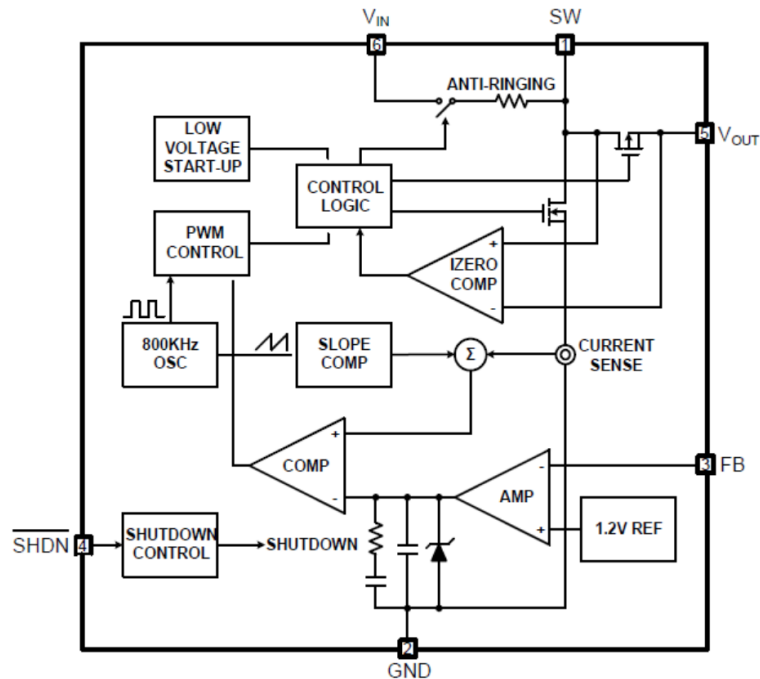 VIN SW
6 1
ANTI-RINGING
LOW
VOLTAGE
START-UP
5 VOUT
CONTROL
LOGIC
PWM
CONTROL
+
IZERO
COMP
-
800KHz
OSC
SLOPE
COMP
Σ
CURRENT
SENSE
+
COMP
-
-
AMP
+
3 FB
1.2V REF
SHDN 4
SHUTDOWN
CONTROL
SHUTDOWN
2
GND